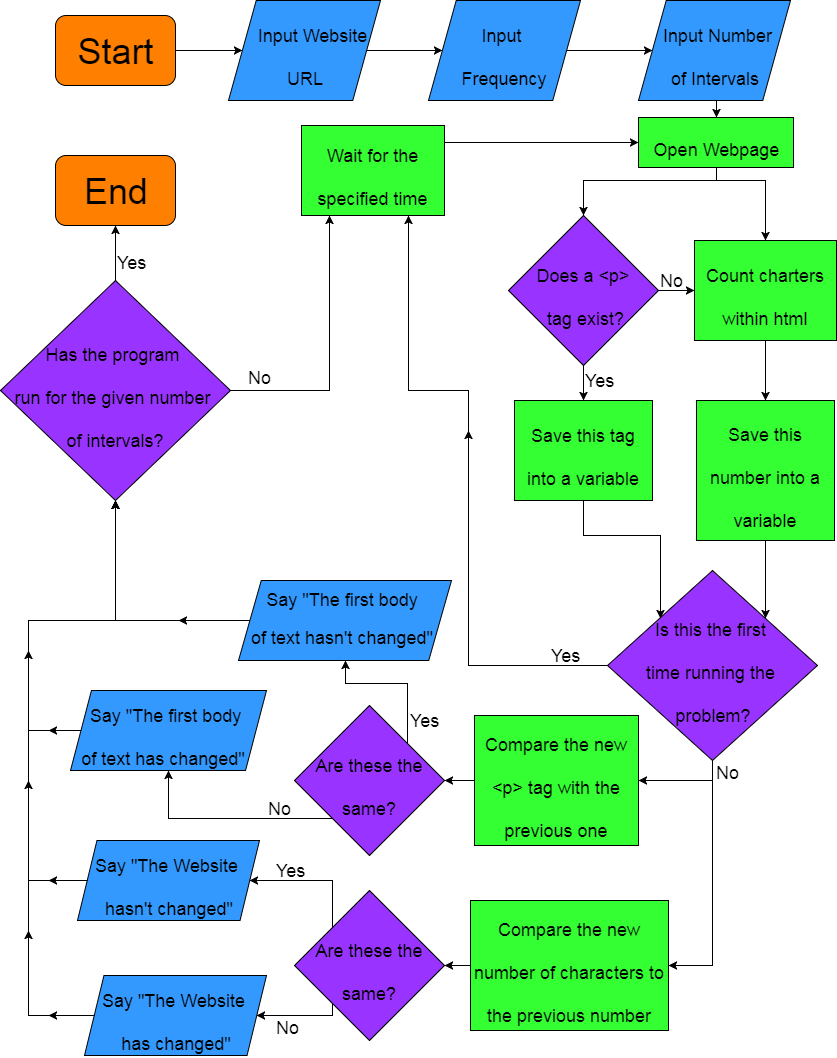 Start
Input Website
URL
Input
Frequency
Input Number
of Intervals
Wait for the
specified time
Open Webpage
End
Yes
Does a <p>
tag exist?
No
Count charters
within html
Has the program
run for the given number
of intervals?
No
Yes
Save this tag
into a variable
Save this
number into a
variable
Say "The first body
of text hasn't changed"
Yes
Is this the first
time running the
problem?
Say "The first body
of text has changed"
Yes
Are these the
same?
No
Compare the new
<p> tag with the
previous one
No
Say "The Website
hasn't changed"
Yes
Are these the
same?
Compare the new
number of characters to
the previous number
Say "The Website
has changed"
No